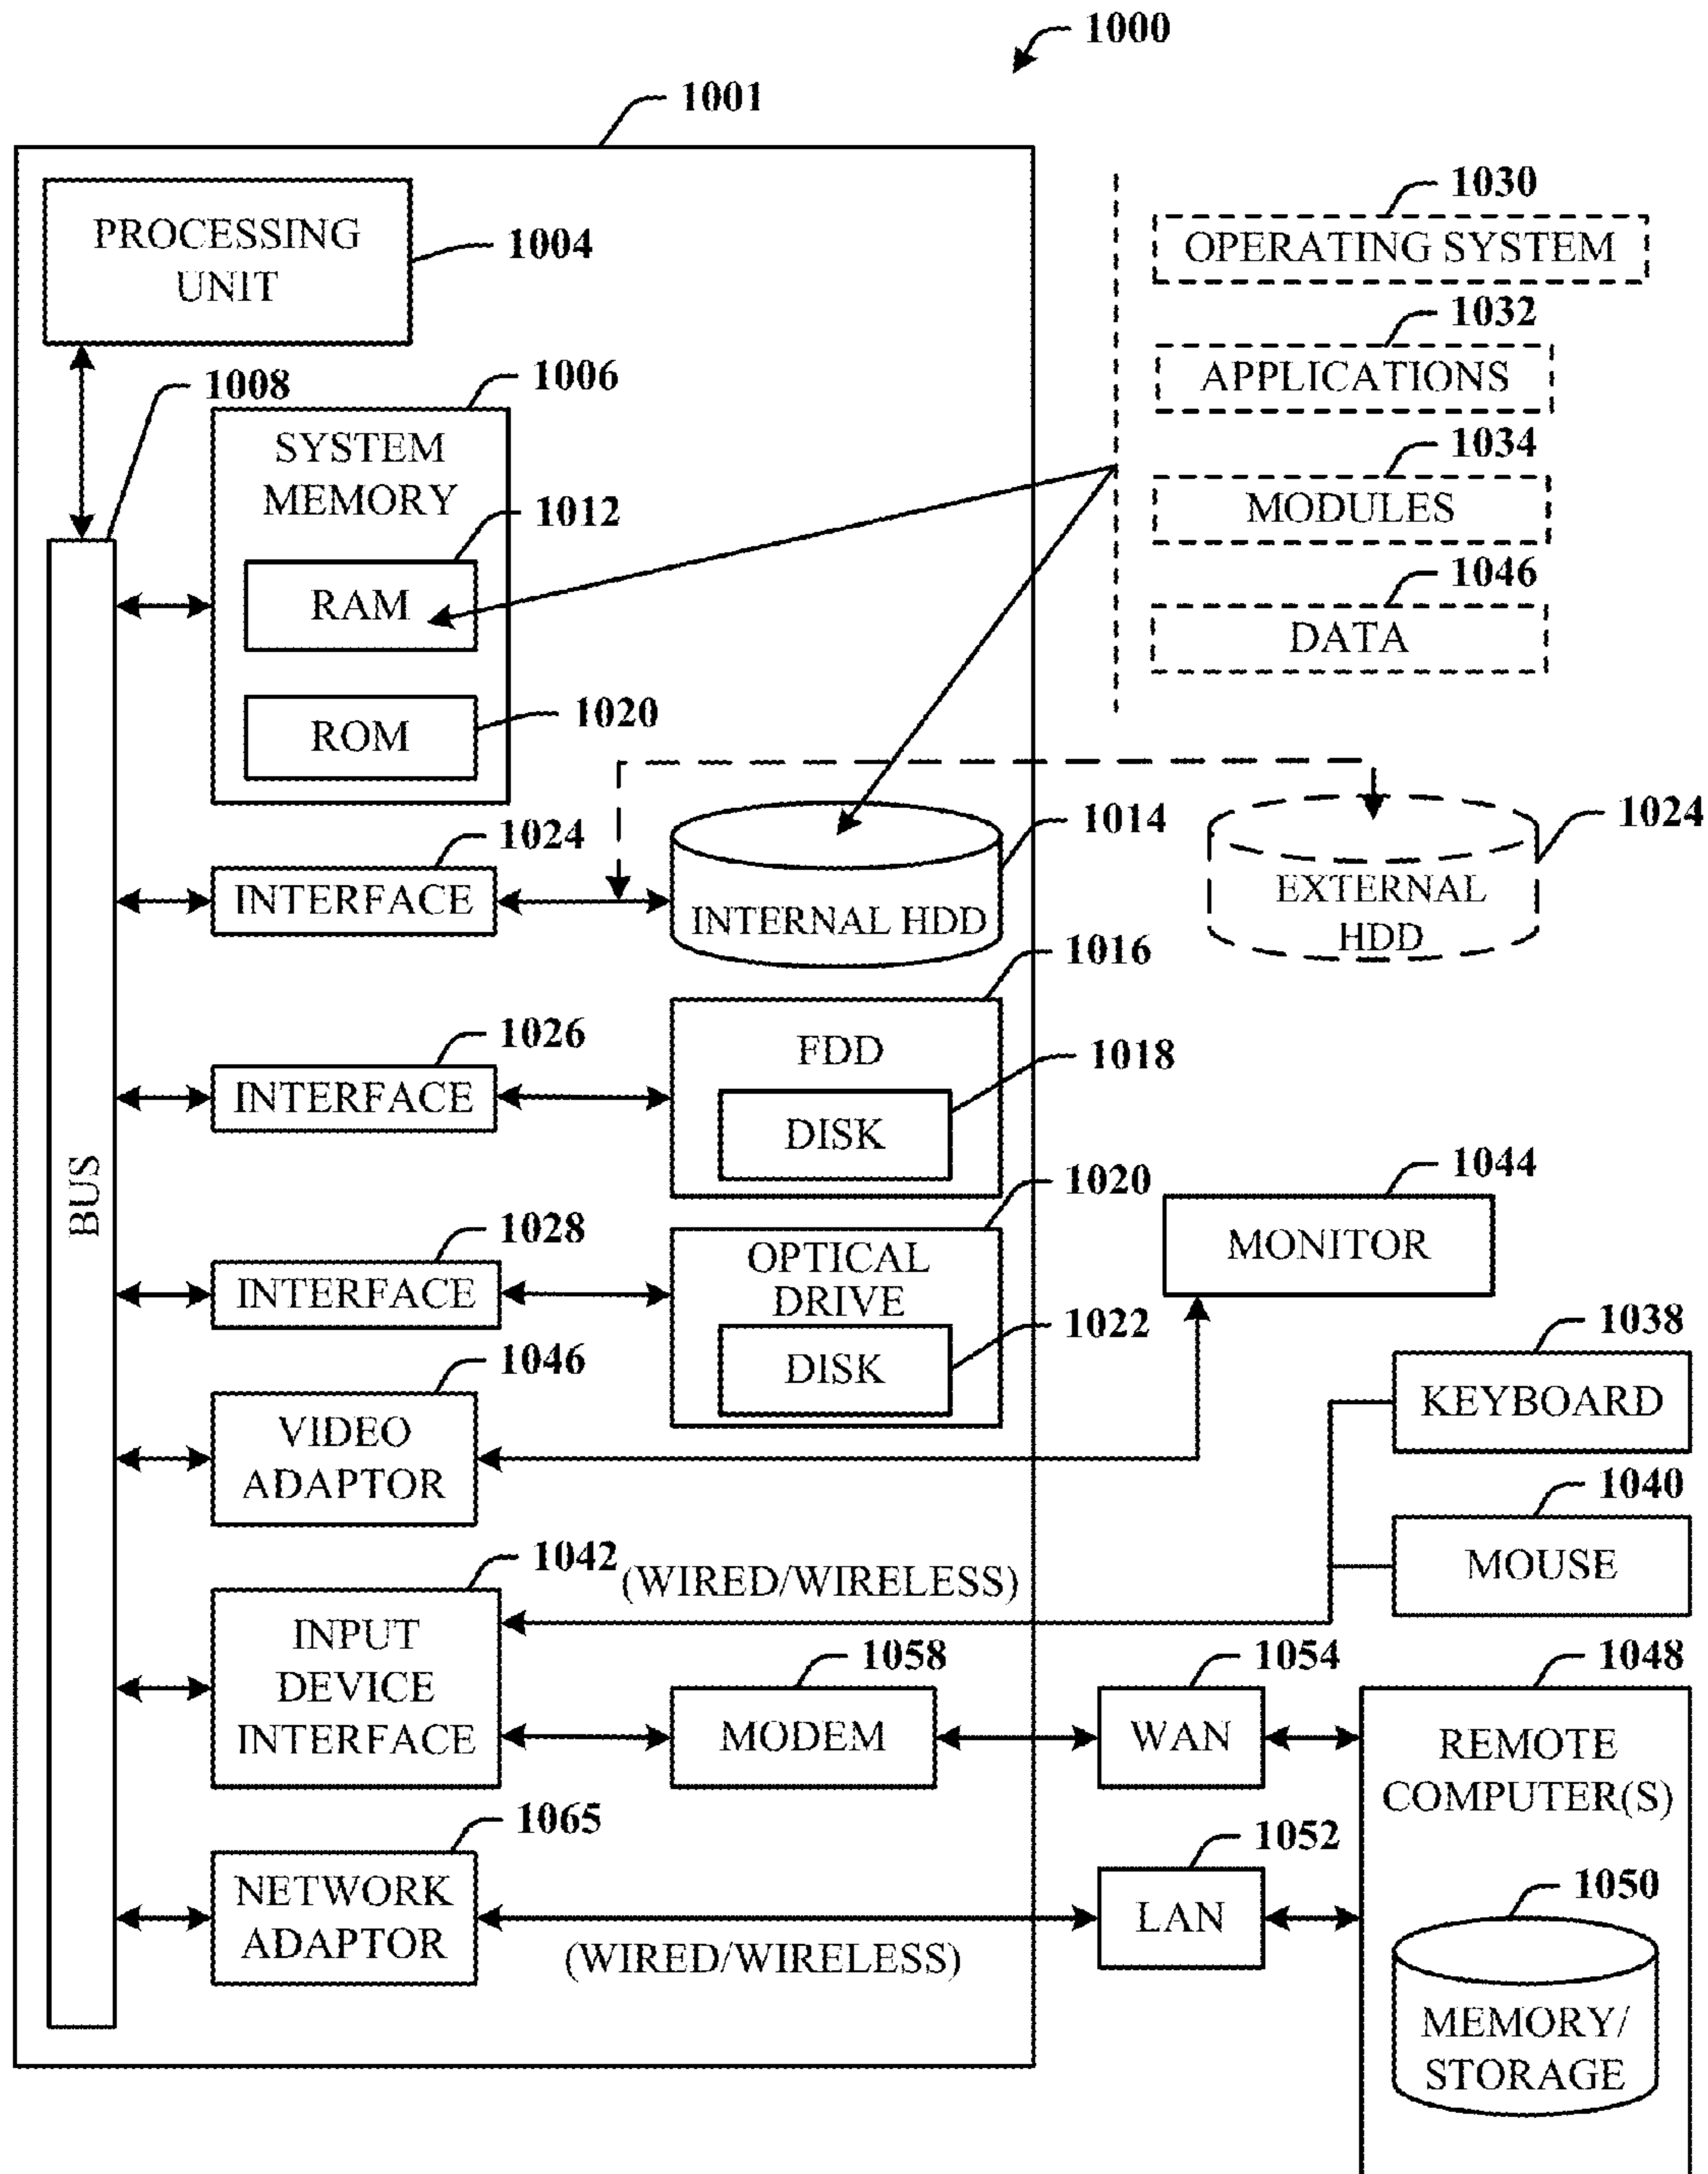 1000
1001
PROCESSING
UNIT
1004
1030
OPERATING SYSTEM
1032
APPLICATIONS
1034
MODULES
1046
DATA
1008
1006
SYSTEM
MEMORY
1012
RAM
1020
ROM
1024
INTERFACE
1014
INTERNAL HDD
1024
EXTERNAL
HDD
1026
INTERFACE
1016
FDD
1018
DISK
BUS
1028
INTERFACE
1020
OPTICAL
DRIVE
1022
DISK
1044
MONITOR
1046
VIDEO
ADAPTOR
1038
KEYBOARD
1040
MOUSE
1042
(WIRED/WIRELESS)
INPUT
DEVICE
INTERFACE
1058
MODEM
1054
WAN
1048
REMOTE
COMPUTER(S)
1065
NETWORK
ADAPTOR
(WIRED/WIRELESS)
1052
LAN
1050
MEMORY/
STORAGE